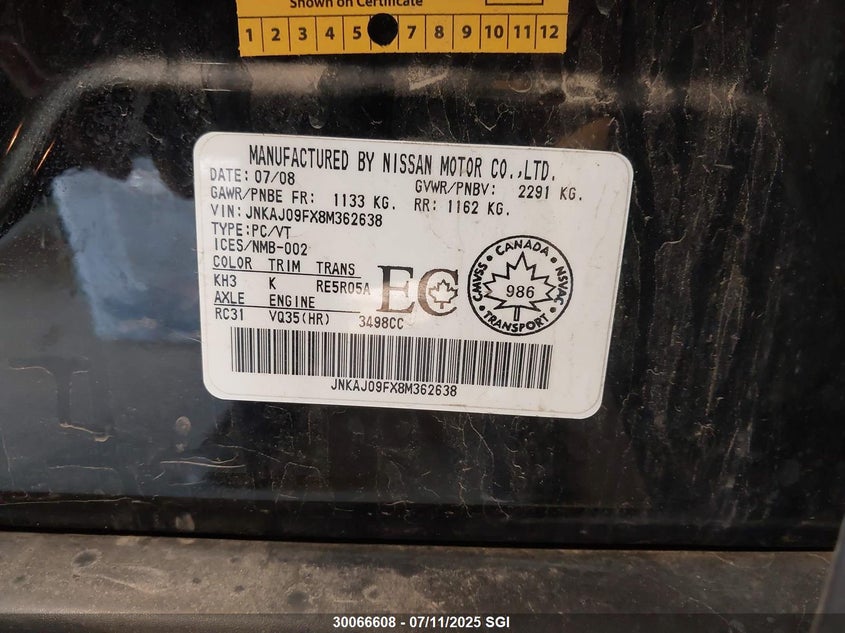 Shown on Certificate
1 2 3 4 5 7 8 9 10 11 12
MANUFACTURED BY NISSAN MOTOR CO.,LTD.
DATE: 07/08 GVWR/PNBV: 2291 KG.
GAWR/PNBE FR: 1133 KG. RR: 1162 KG.
VIN: JNKAJ09FX8M362638
TYPE:PC/VT
ICES/NMB-002
COLOR TRIM TRANS
KH3 K RE5R05A
AXLE ENGINE
RC31 VQ35(HR) 3498CC
EC
CANADA
CMVSS NSVAC
986
TRANSPORT
JNKAJ09FX8M362638
30066608 - 07/11/2025 SGI